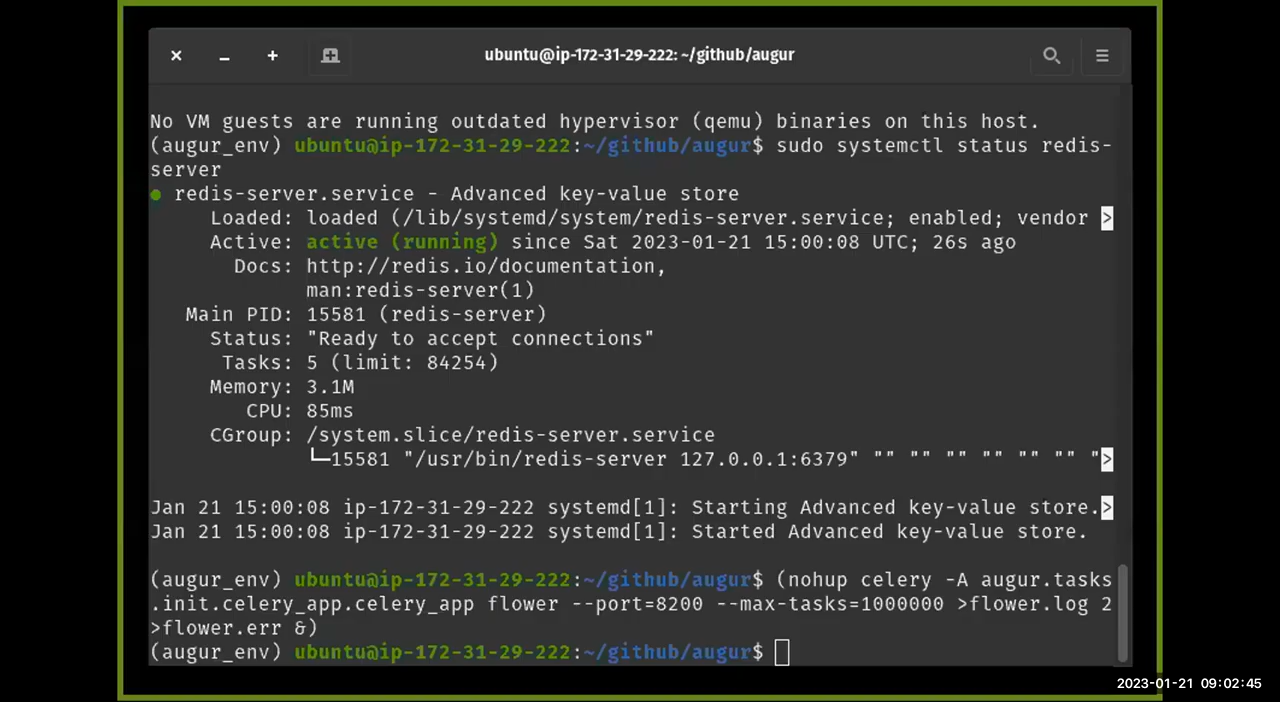 ubuntu@ip-172-31-29-222: ~/github/augur
No VM guests are running outdated hypervisor (qemu) binaries on this host.
(augur_env) ubuntu@ip-172-31-29-222:~/github/augur$ sudo systemctl status redis-
server
● redis-server.service - Advanced key-value store
Loaded: loaded (/lib/systemd/system/redis-server.service; enabled; vendor >
Active: active (running) since Sat 2023-01-21 15:00:08 UTC; 26s ago
Docs: http://redis.io/documentation,
man:redis-server(1)
Main PID: 15581 (redis-server)
Status: "Ready to accept connections"
Tasks: 5 (limit: 84254)
Memory: 3.1M
CPU: 85ms
CGroup: /system.slice/redis-server.service
└─15581 "/usr/bin/redis-server 127.0.0.1:6379" "" "" "" "" "" "" ">
Jan 21 15:00:08 ip-172-31-29-222 systemd[1]: Starting Advanced key-value store.>
Jan 21 15:00:08 ip-172-31-29-222 systemd[1]: Started Advanced key-value store.
(augur_env) ubuntu@ip-172-31-29-222:~/github/augur$ (nohup celery -A augur.tasks
.init.celery_app.celery_app flower --port=8200 --max-tasks=1000000 >flower.log 2
>flower.err &)
(augur_env) ubuntu@ip-172-31-29-222:~/github/augur$
2023-01-21 09:02:45